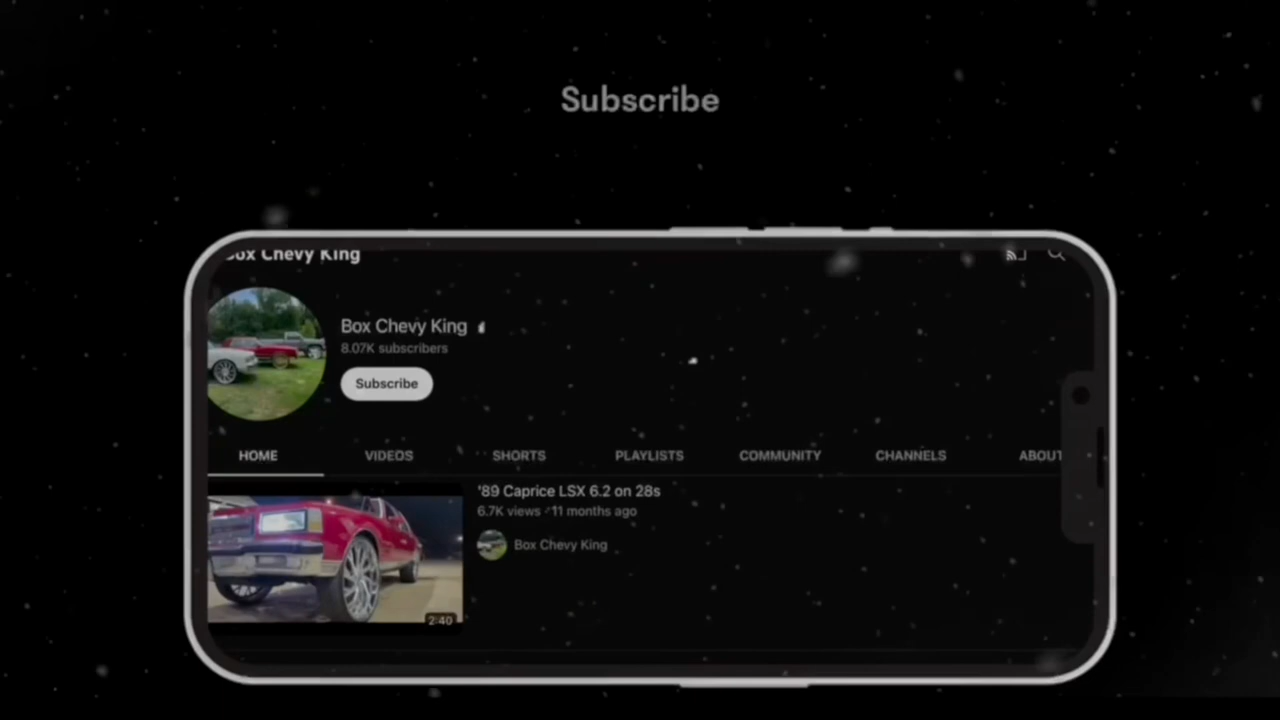 Subscribe
Box Chevy King
Box Chevy King
8.07K subscribers
Subscribe
HOME VIDEOS SHORTS PLAYLISTS COMMUNITY CHANNELS ABOUT
'89 Caprice LSX 6.2 on 28s
6.7K views · 11 months ago
Box Chevy King
2:40